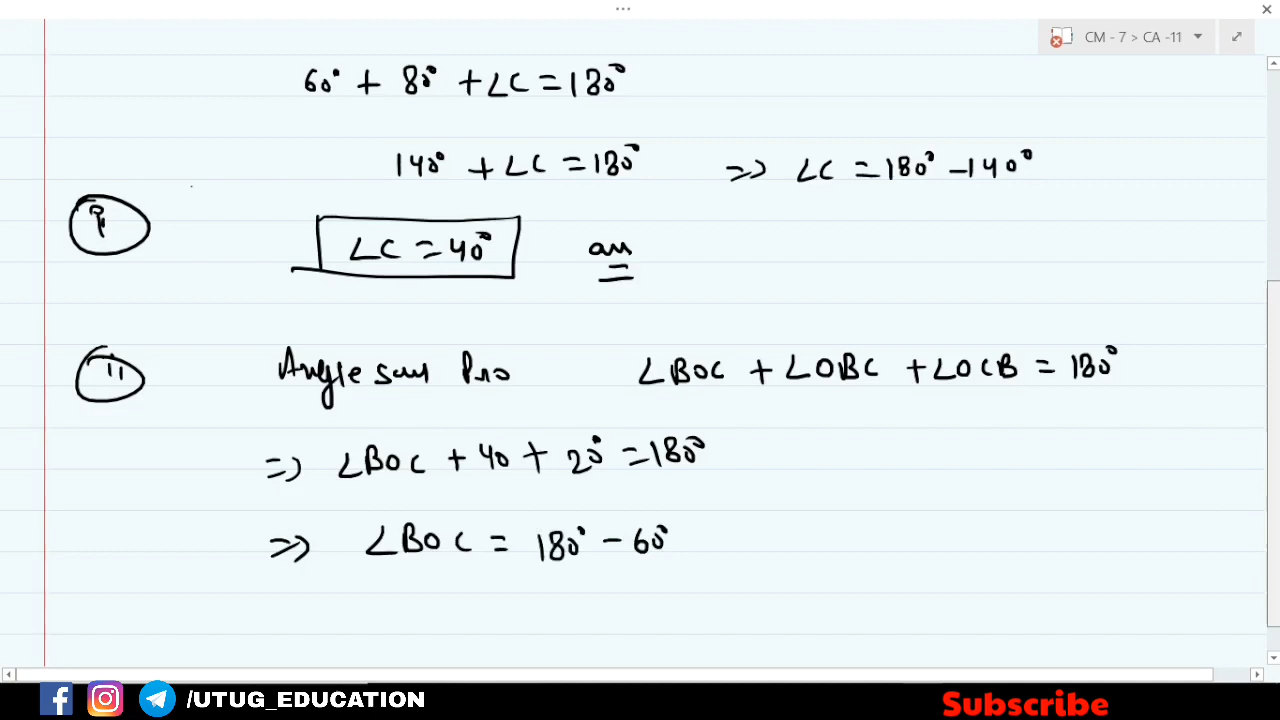 CM - 7 > CA -11
60° + 80° + ∠C = 180°
140° + ∠C = 180° => ∠C = 180° - 140°
∠C = 40° ans
ii Angle sum Pro ∠BOC + ∠OBC + ∠OCB = 180°
=> ∠BOC + 40 + 20° = 180°
=> ∠BOC = 180° - 60°
/UTUG_EDUCATION
Subscribe